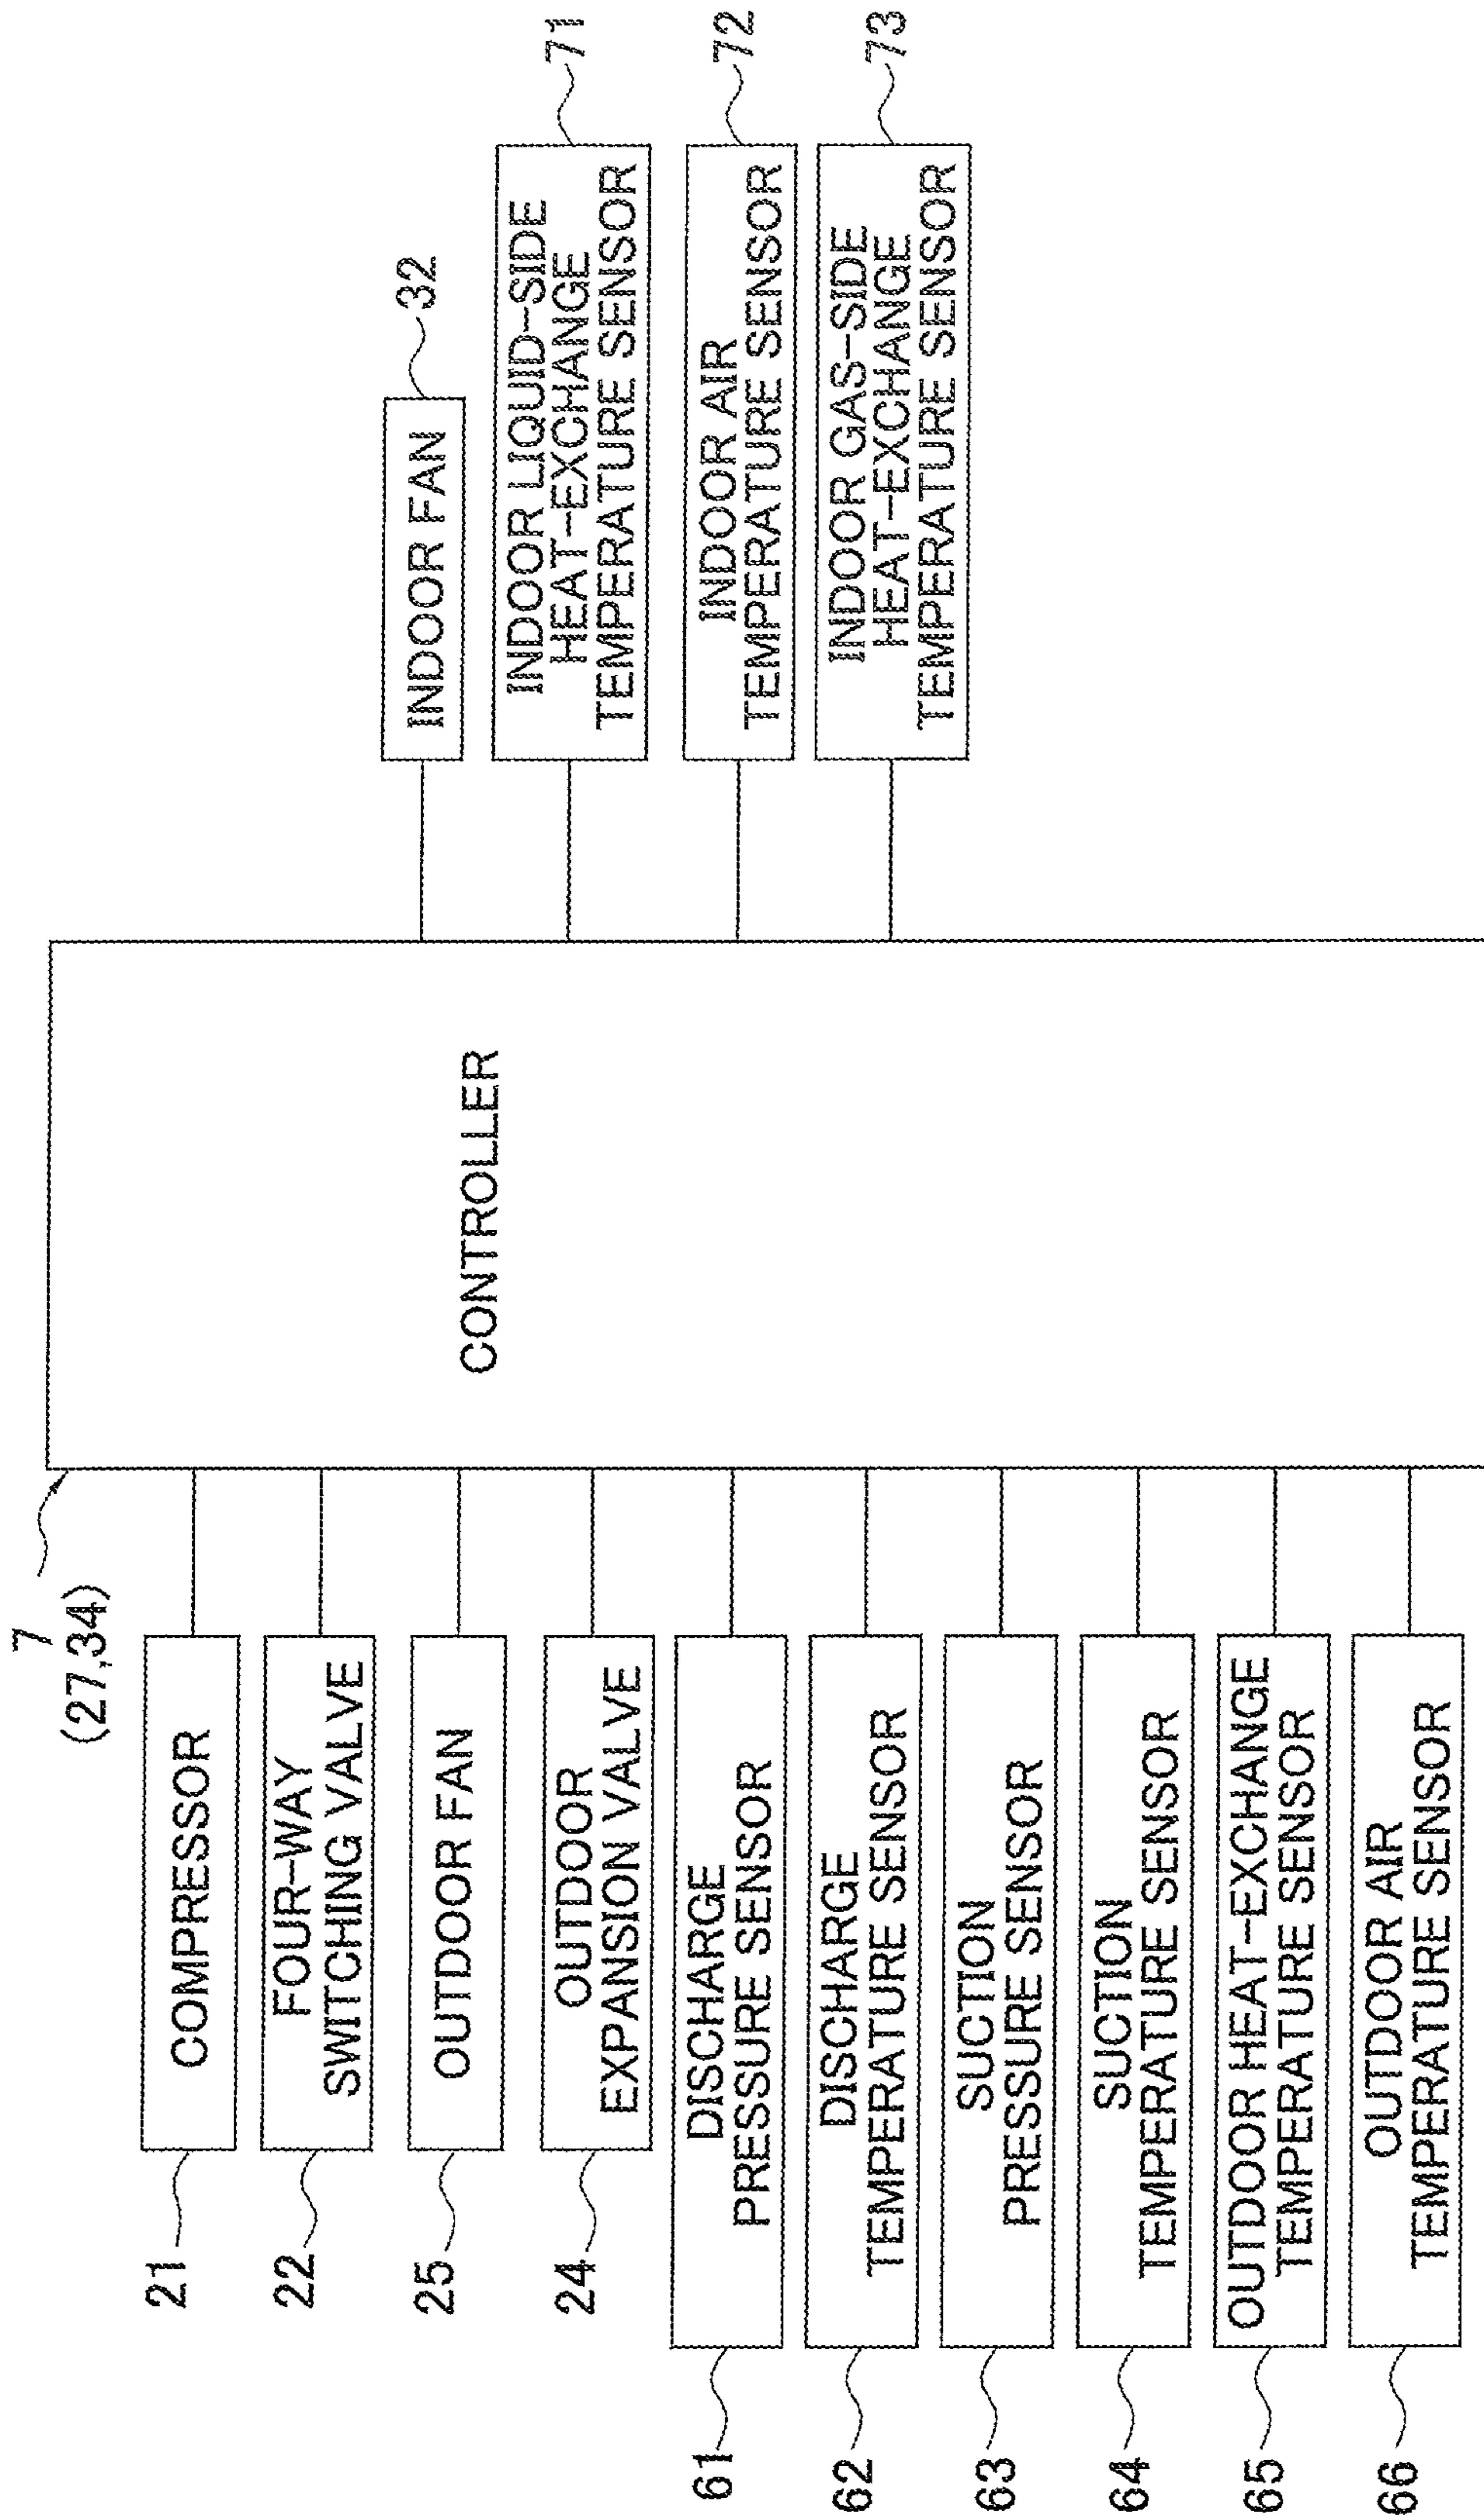 7
(27,34)
21
COMPRESSOR
22
FOUR-WAY
SWITCHING VALVE
25
OUTDOOR FAN
24
OUTDOOR
EXPANSION VALVE
61
DISCHARGE
PRESSURE SENSOR
62
DISCHARGE
TEMPERATURE SENSOR
63
SUCTION
PRESSURE SENSOR
64
SUCTION
TEMPERATURE SENSOR
65
OUTDOOR HEAT-EXCHANGE
TEMPERATURE SENSOR
66
OUTDOOR AIR
TEMPERATURE SENSOR
CONTROLLER
INDOOR FAN
32
INDOOR LIQUID-SIDE
HEAT-EXCHANGE
TEMPERATURE SENSOR
71
INDOOR AIR
TEMPERATURE SENSOR
72
INDOOR GAS-SIDE
HEAT-EXCHANGE
TEMPERATURE SENSOR
73